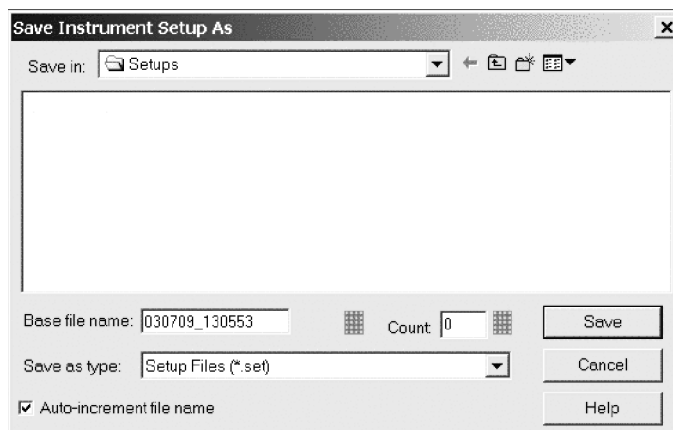 Save Instrument Setup As
Save in: Setups
Base file name: 030709_130553 Count 0 Save
Save as type: Setup Files (*.set) Cancel
Auto-increment file name Help